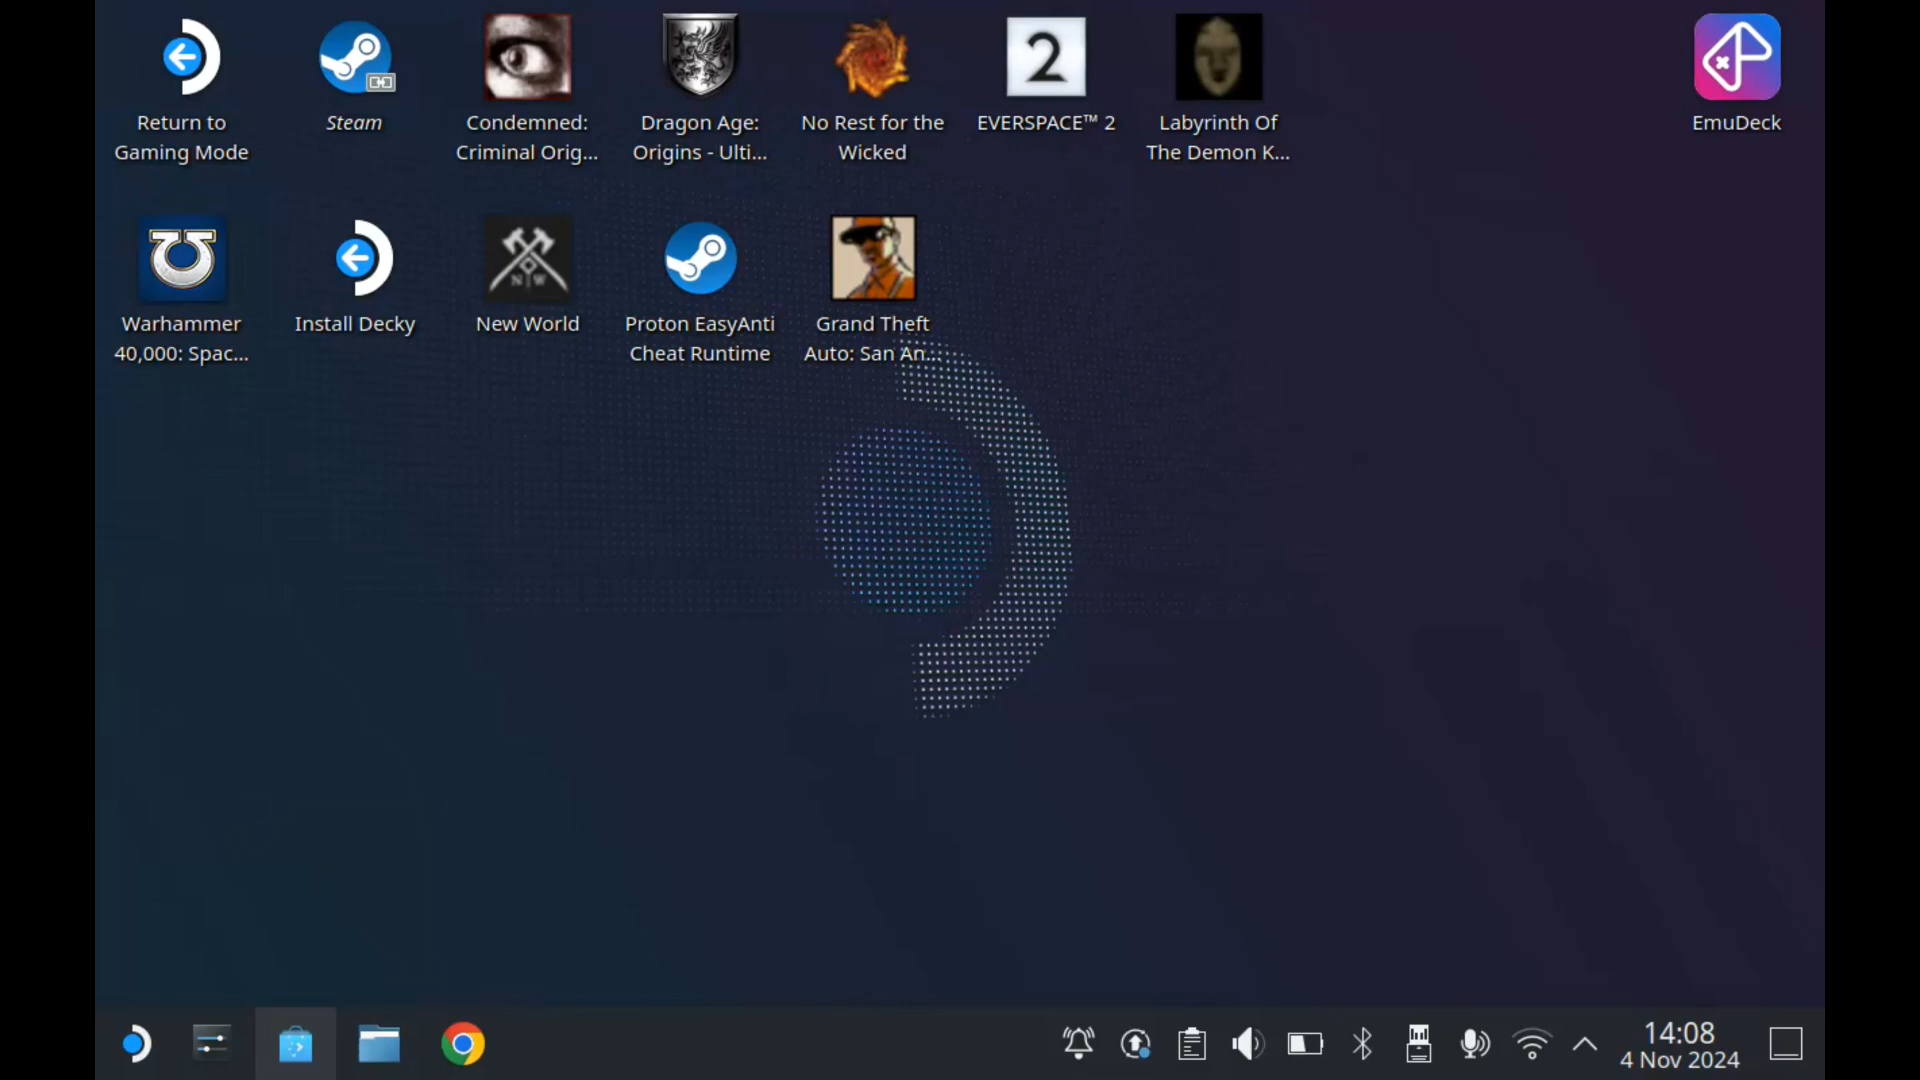 Return to
Gaming Mode
Steam
Condemned:
Criminal Orig...
Dragon Age:
Origins - Ulti...
No Rest for the
Wicked
2
EVERSPACE™ 2
Labyrinth Of
The Demon K...
EmuDeck
Warhammer
40,000: Spac...
Install Decky
N W
New World
Proton EasyAnti
Cheat Runtime
Grand Theft
Auto: San An...
14:08
4 Nov 2024